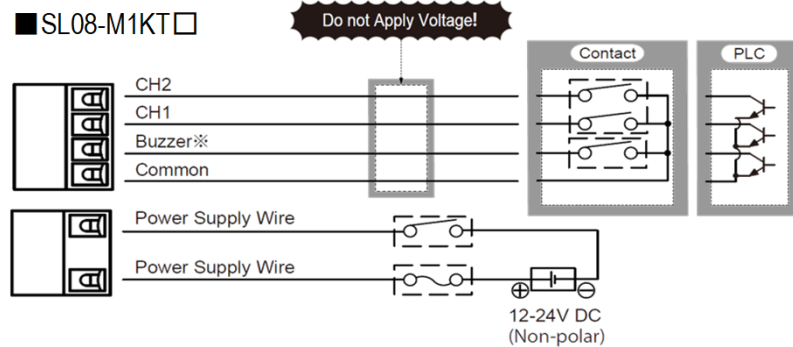 ■SL08-M1KT□
Do not Apply Voltage!
Contact
PLC
CH2
CH1
Buzzer※
Common
Power Supply Wire
Power Supply Wire
⊕ ⊖
12-24V DC
(Non-polar)